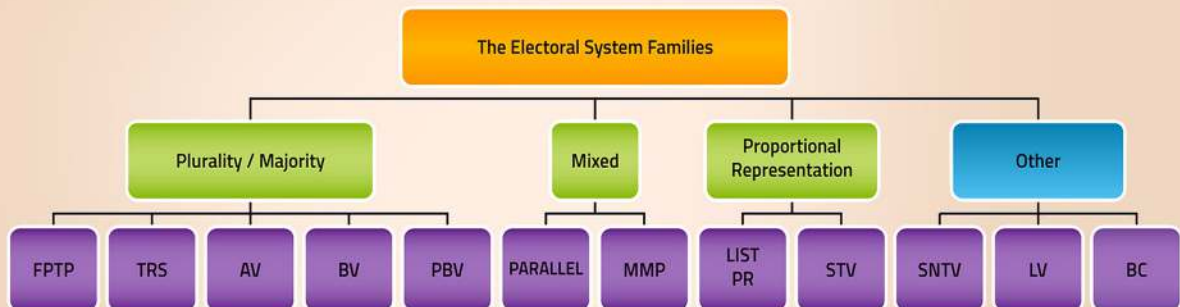 The Electoral System Families
Plurality / Majority
Mixed
Proportional
Representation
Other
FPTP
TRS
AV
BV
PBV
PARALLEL
MMP
LIST
PR
STV
SNTV
LV
BC